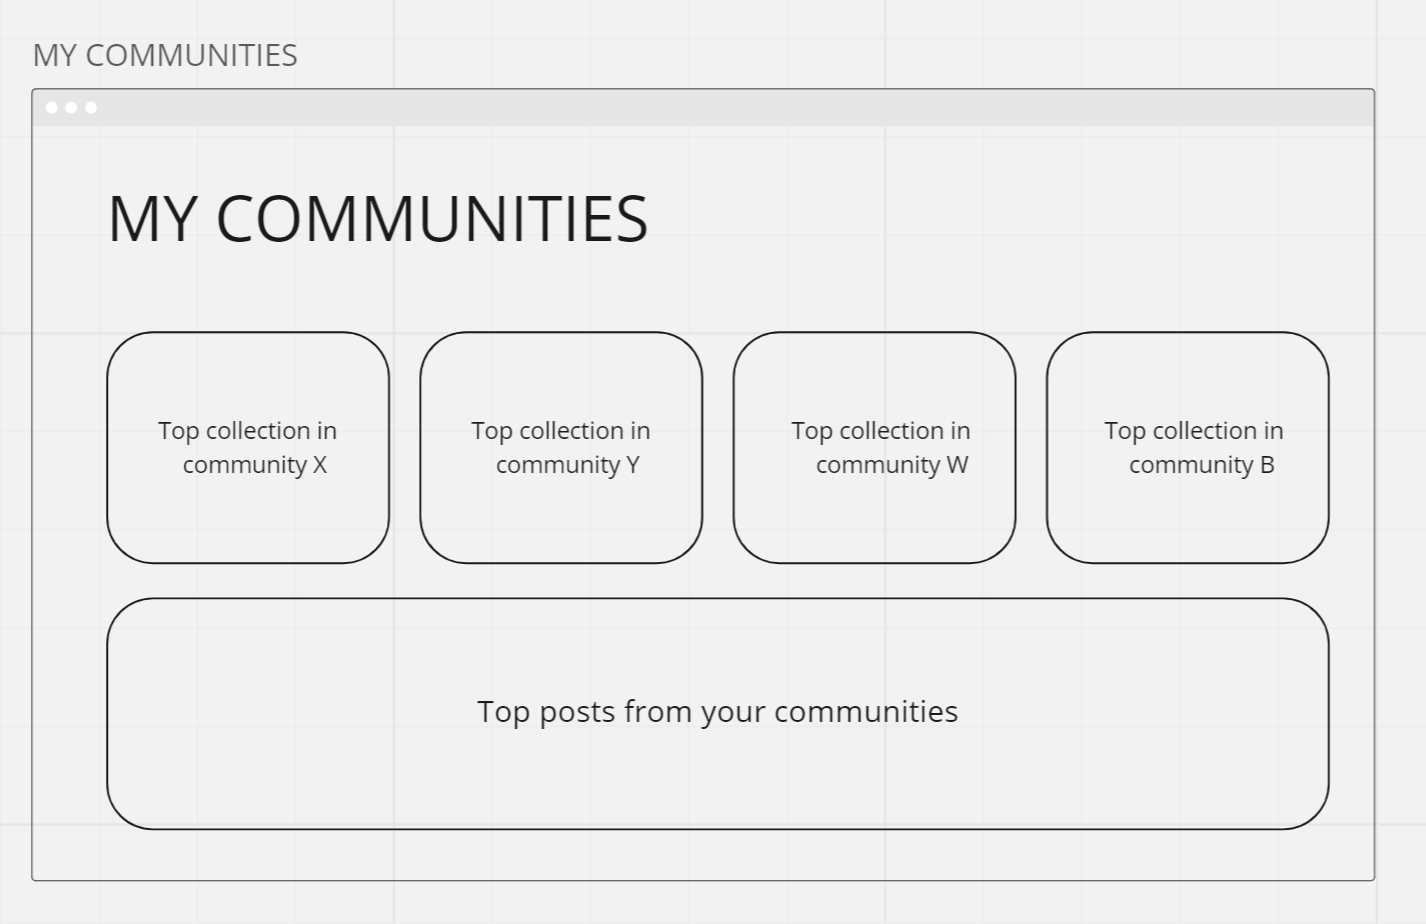 MY COMMUNITIES
MY COMMUNITIES
Top collection in
community X
Top collection in
community Y
Top collection in
community W
Top collection in
community B
Top posts from your communities